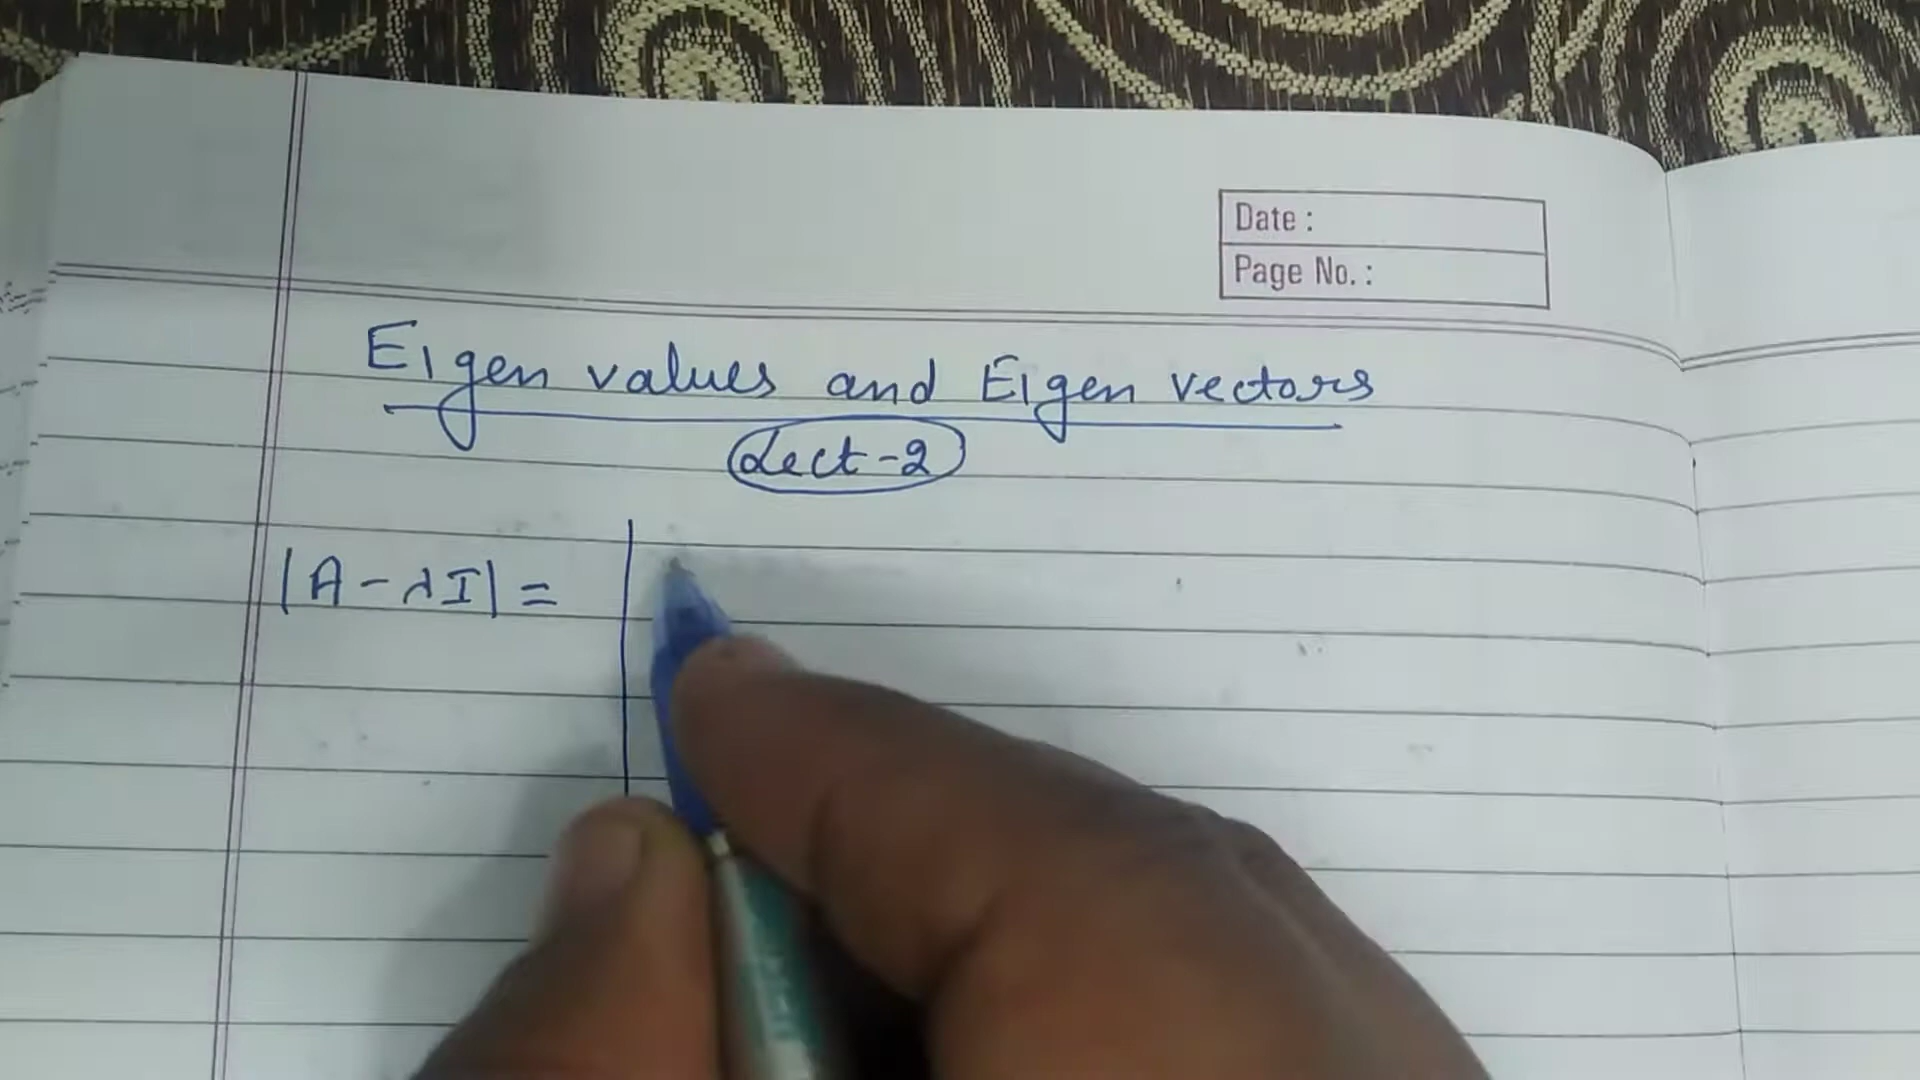 Date :
Page No. :
Eigen values and Eigen vectors
Lect-2
|A - λI| = |